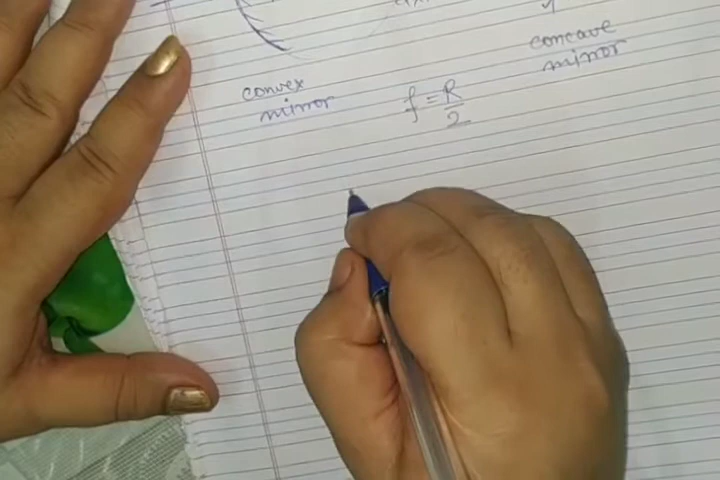 concave
mirror
convex
mirror
f = R/2